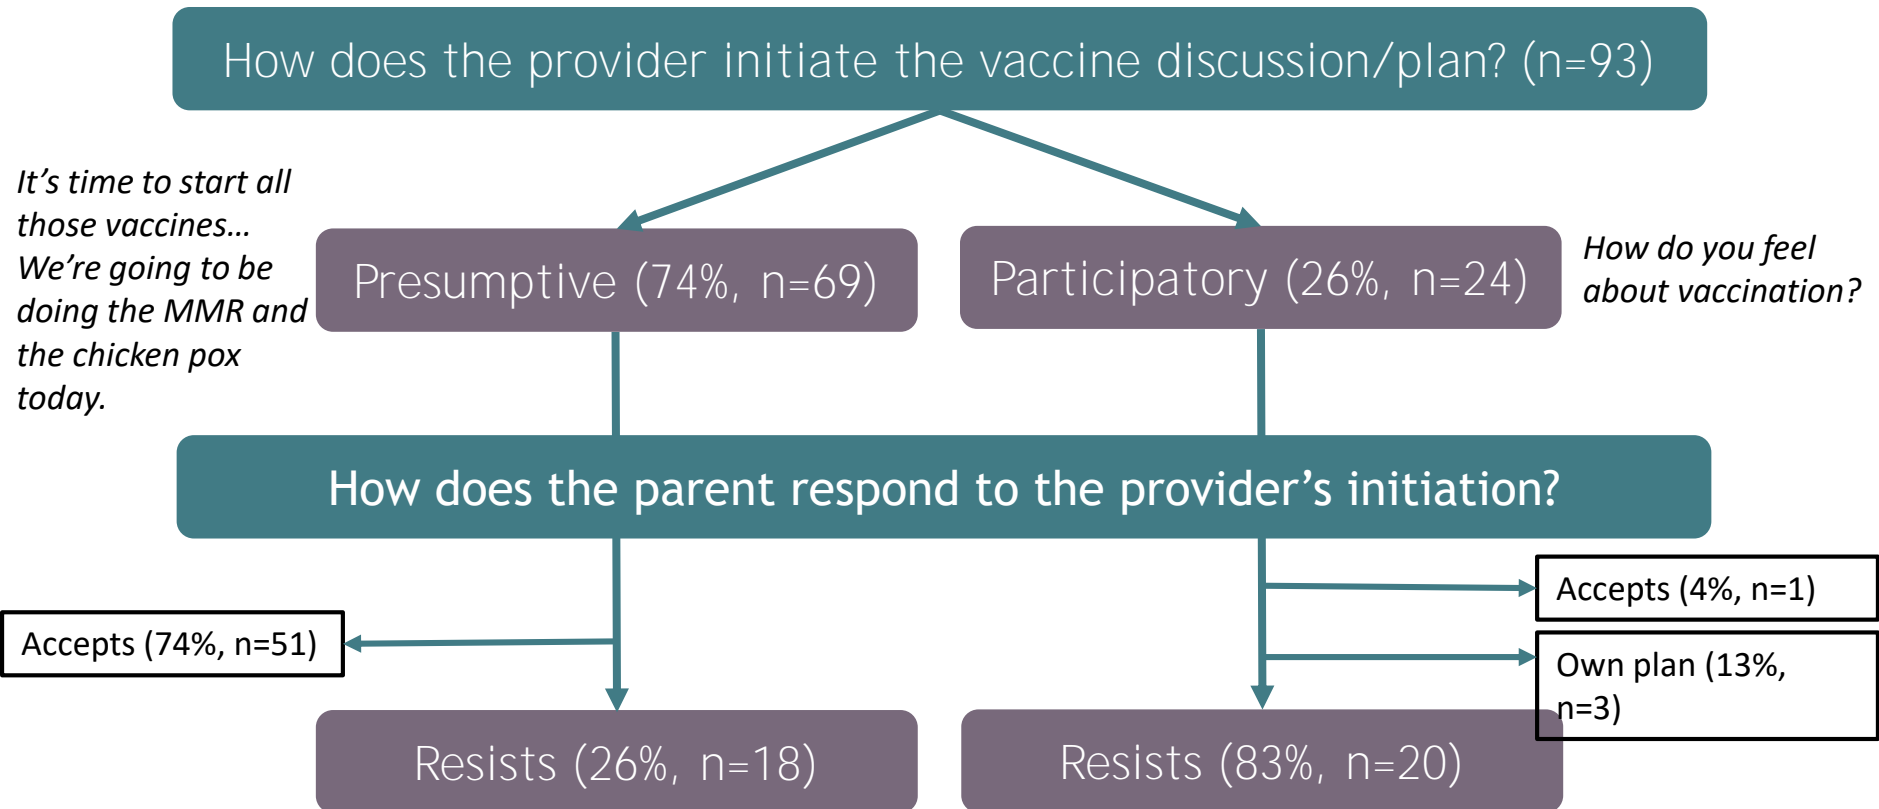 How does the provider initiate the vaccine discussion/plan? (n=93)
It’s time to start all
those vaccines…
We’re going to be
doing the MMR and
the chicken pox
today.
Presumptive (74%, n=69)
Participatory (26%, n=24)
How do you feel
about vaccination?
How does the parent respond to the provider’s initiation?
Accepts (74%, n=51)
Accepts (4%, n=1)
Own plan (13%,
n=3)
Resists (26%, n=18)
Resists (83%, n=20)